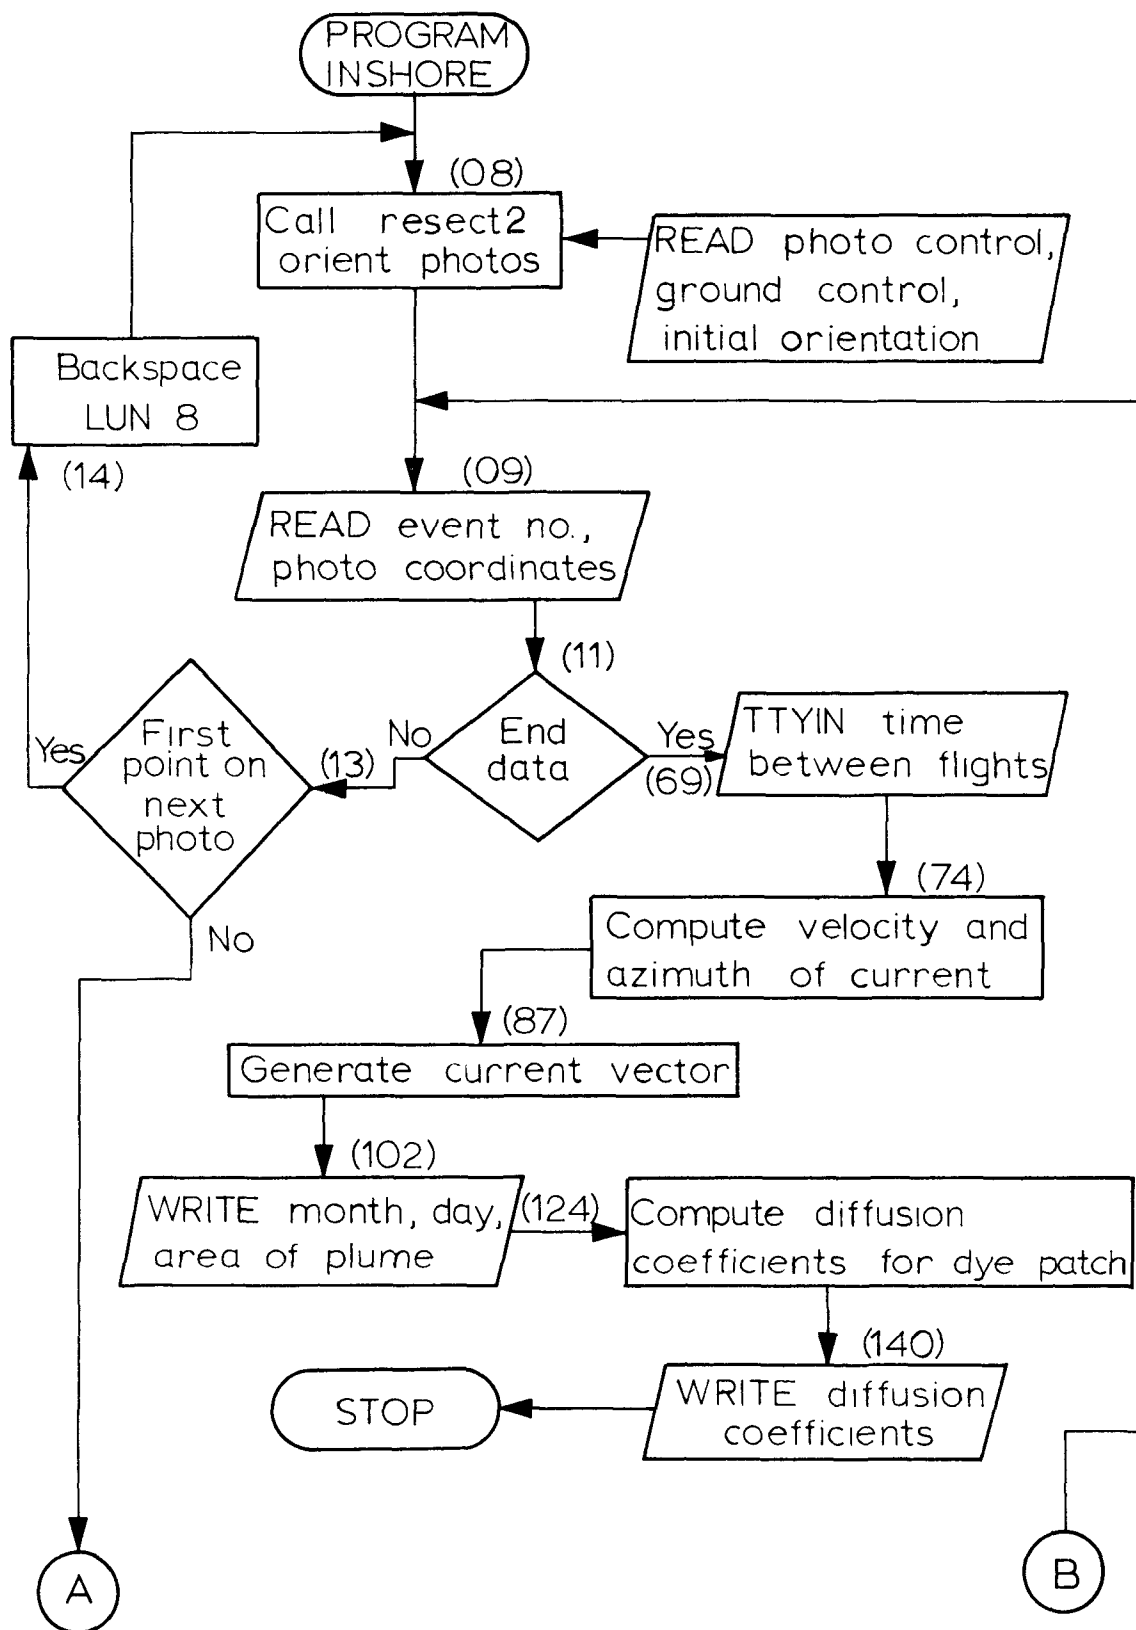 PROGRAM
INSHORE
(08)
Call resect2
orient photos
READ photo control,
ground control,
initial orientation
Backspace
LUN 8
(14)
(09)
READ event no.,
photo coordinates
(11)
End
data
No
(13)
Yes
(69)
First
point on
next
photo
Yes
No
TTYIN time
between flights
(74)
Compute velocity and
azimuth of current
(87)
Generate current vector
(102)
WRITE month, day,
area of plume
(124)
Compute diffusion
coefficients for dye patch
(140)
WRITE diffusion
coefficients
STOP
A
B